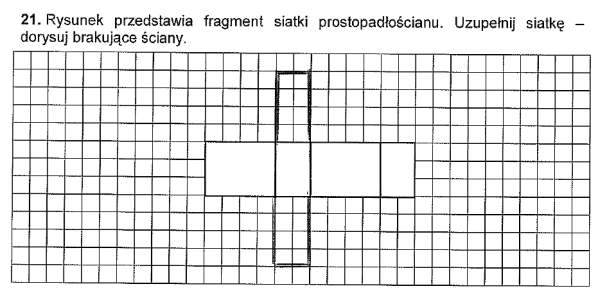 21. Rysunek przedstawia fragment siatki prostopadłościanu. Uzupełnij siatkę –
dorysuj brakujące ściany.